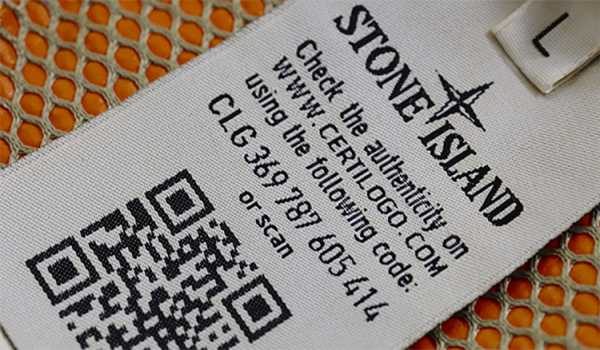 STONE ISLAND
Check the authenticity on
WWW.CERTILOGO.COM
using the following code:
CLG 369 787 605 414
or scan
L